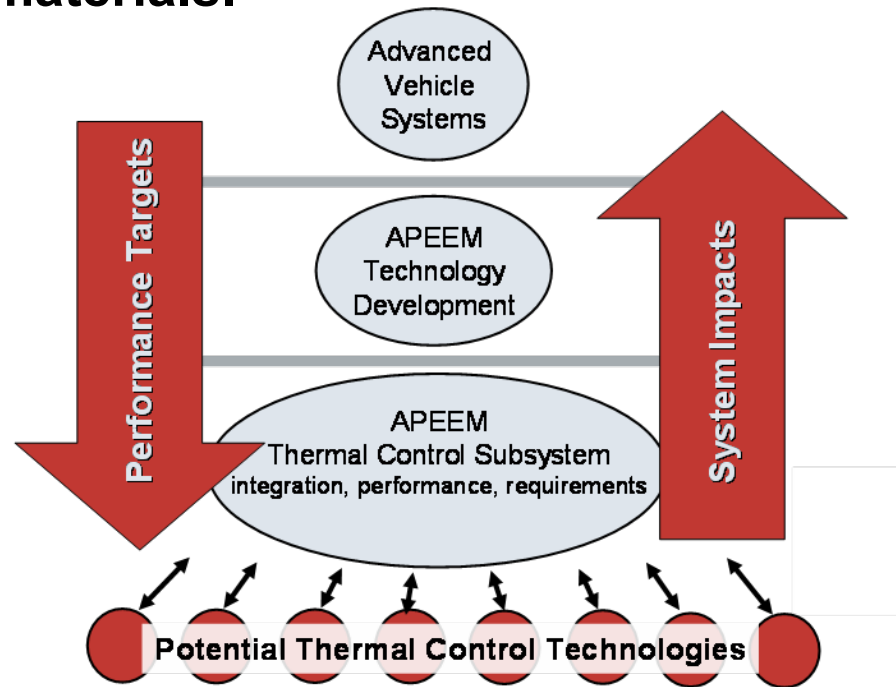 materials.
Advanced
Vehicle
Systems
Performance Targets
System Impacts
APEEM
Technology
Development
APEEM
Thermal Control Subsystem
integration, performance, requirements
Potential Thermal Control Technologies